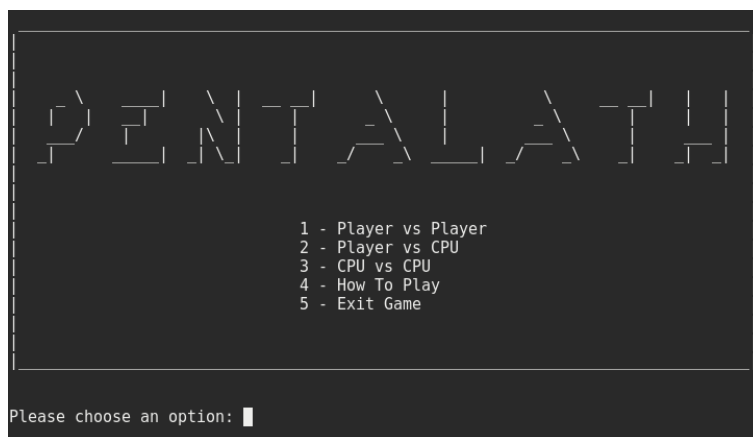 PENTALATH
1 - Player vs Player
2 - Player vs CPU
3 - CPU vs CPU
4 - How To Play
5 - Exit Game
Please choose an option: